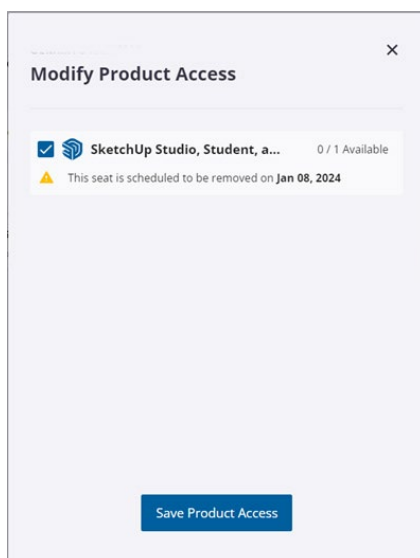 Modify Product Access
SketchUp Studio, Student, a... 0 / 1 Available
This seat is scheduled to be removed on Jan 08, 2024
Save Product Access